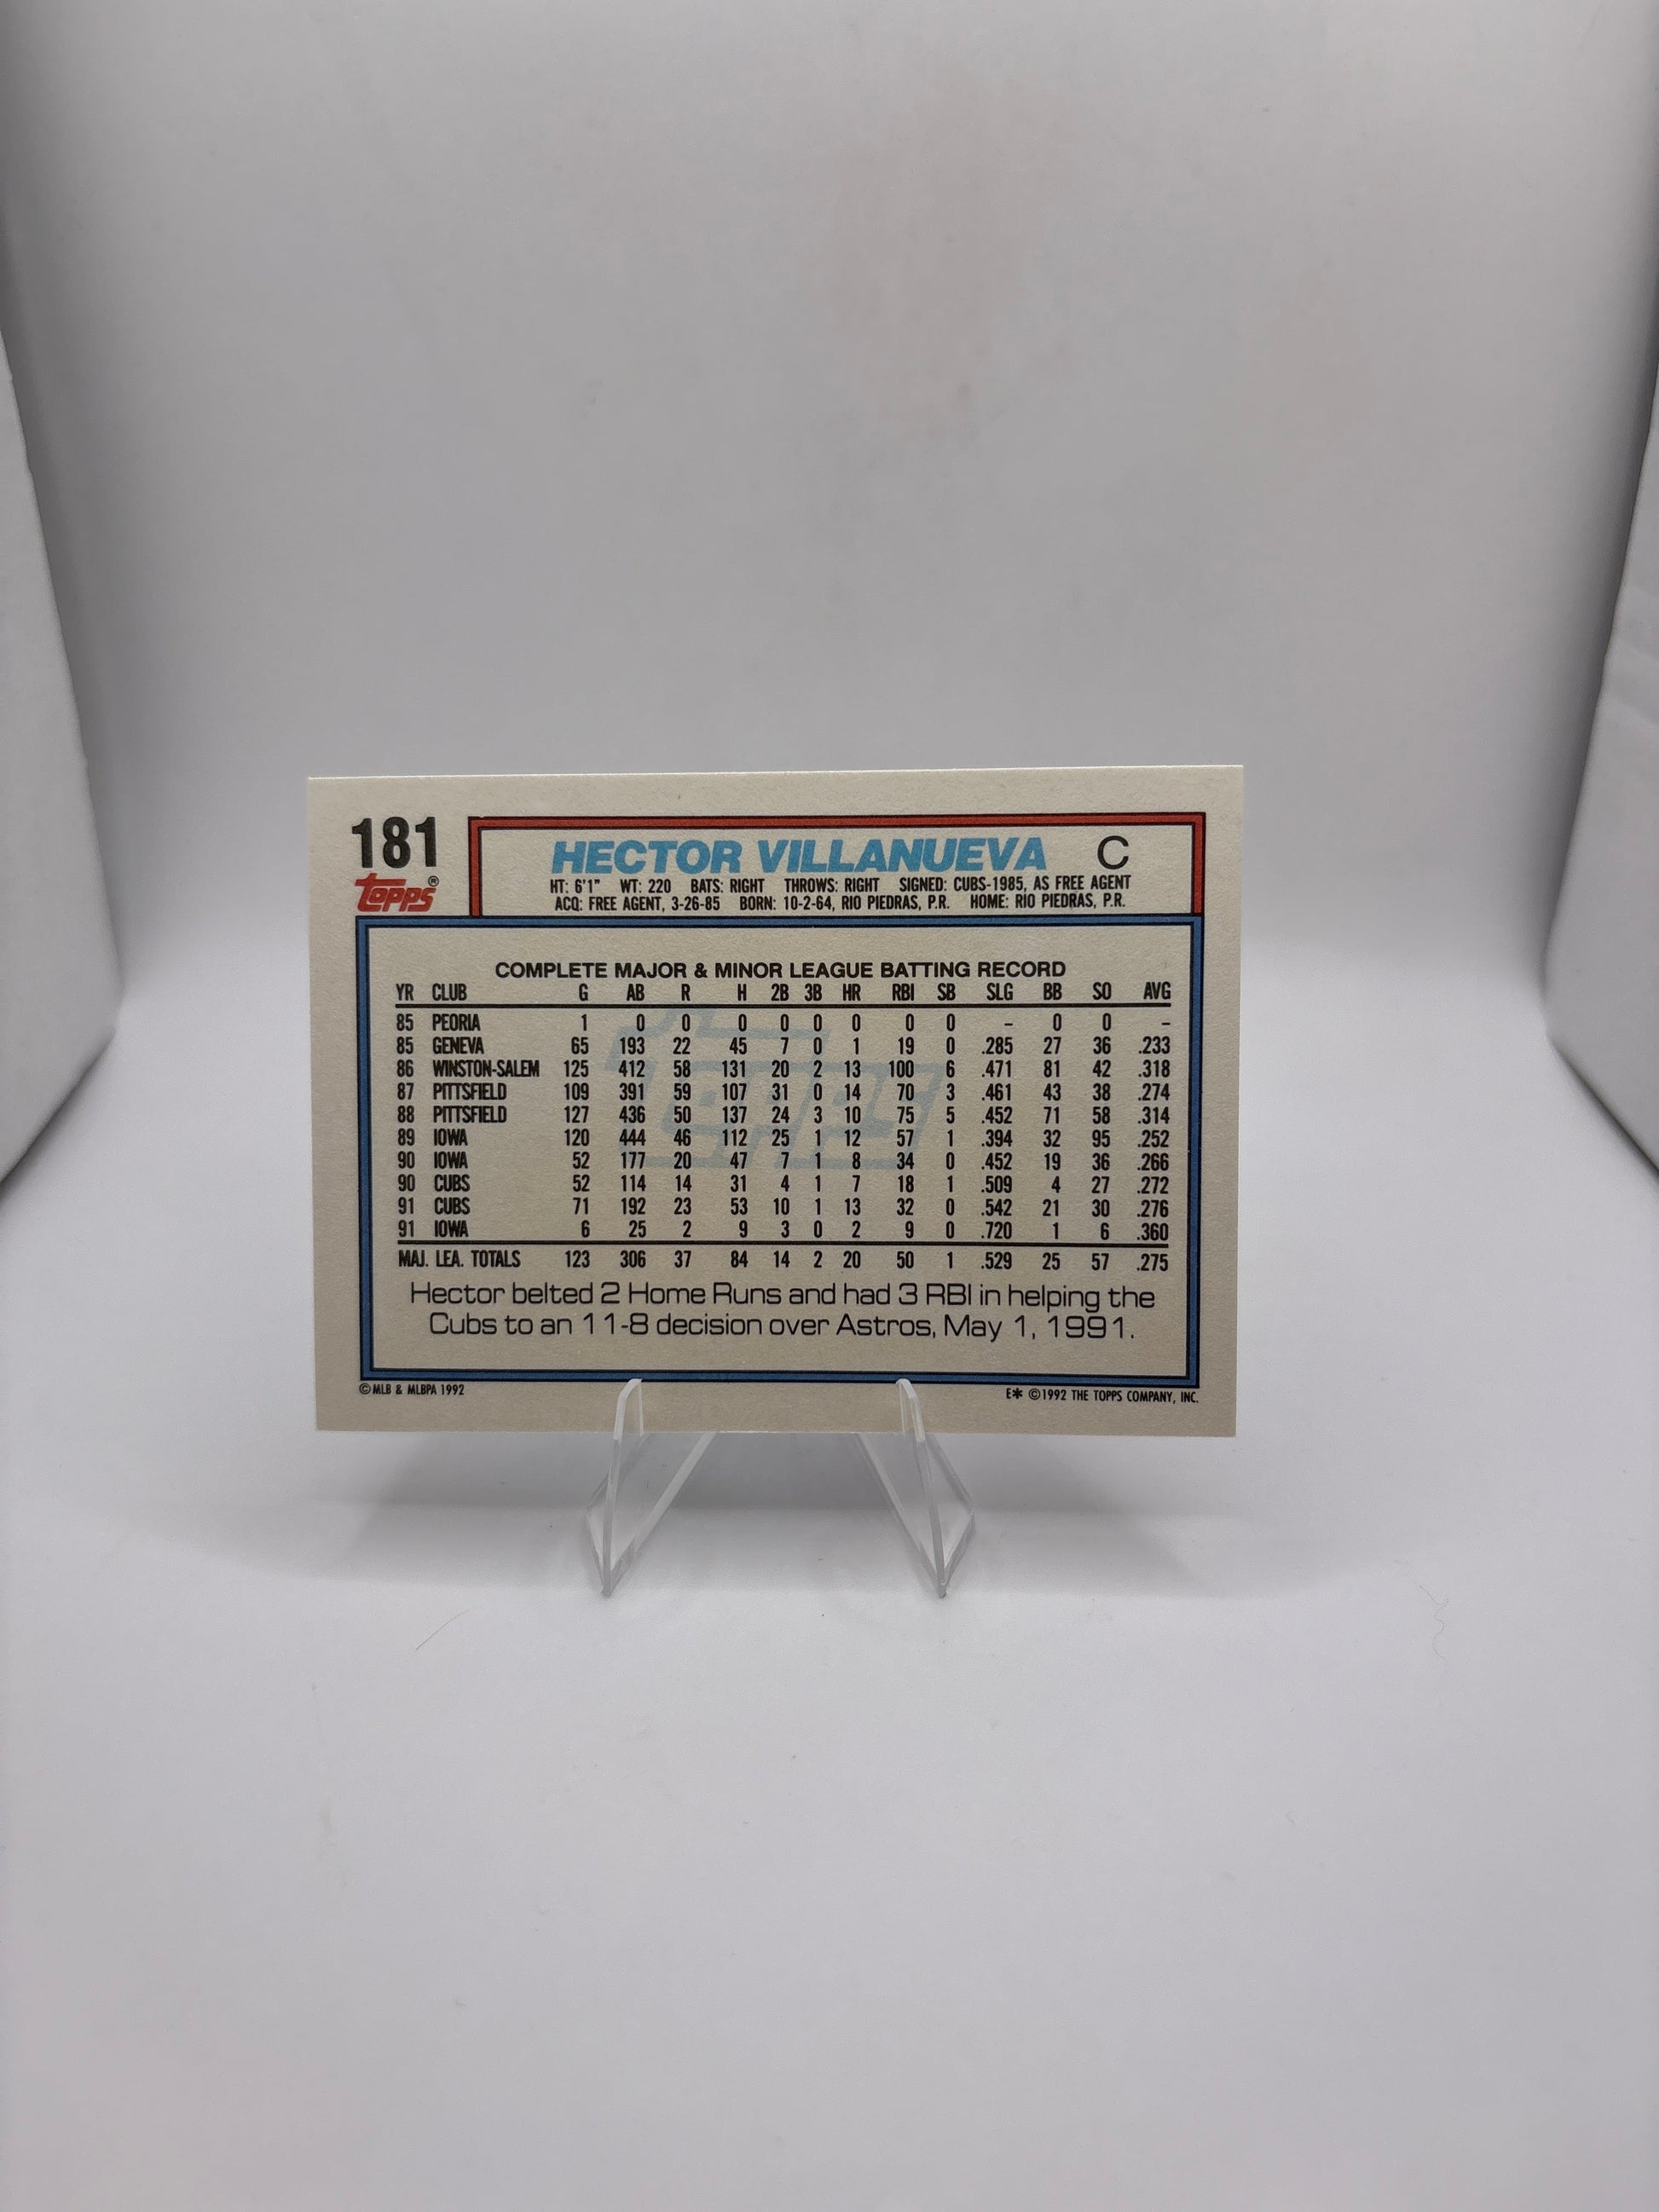 181
topps®
HECTOR VILLANUEVA C
HT: 6'1" WT: 220 BATS: RIGHT THROWS: RIGHT SIGNED: CUBS-1985, AS FREE AGENT
ACQ: FREE AGENT, 3-26-85 BORN: 10-2-64, RIO PIEDRAS, P.R. HOME: RIO PIEDRAS, P.R.
COMPLETE MAJOR & MINOR LEAGUE BATTING RECORD
YR CLUB G AB R H 2B 3B HR RBI SB SLG BB SO AVG
85 PEORIA 1 0 0 0 0 0 0 0 0 – 0 0 –
85 GENEVA 65 193 22 45 7 0 1 19 0 .285 27 36 .233
86 WINSTON-SALEM 125 412 58 131 20 2 13 100 6 .471 81 42 .318
87 PITTSFIELD 109 391 59 107 31 0 14 70 3 .461 43 38 .274
88 PITTSFIELD 127 436 50 137 24 3 10 75 5 .452 71 58 .314
89 IOWA 120 444 46 112 25 1 12 57 1 .394 32 95 .252
90 IOWA 52 177 20 47 7 1 8 34 0 .452 19 36 .266
90 CUBS 52 114 14 31 4 1 7 18 1 .509 4 27 .272
91 CUBS 71 192 23 53 10 1 13 32 0 .542 21 30 .276
91 IOWA 6 25 2 9 3 0 2 9 0 .720 1 6 .360
MAJ. LEA. TOTALS 123 306 37 84 14 2 20 50 1 .529 25 57 .275
Hector belted 2 Home Runs and had 3 RBI in helping the
Cubs to an 11-8 decision over Astros, May 1, 1991.
© MLB & MLBPA 1992
E* © 1992 THE TOPPS COMPANY, INC.